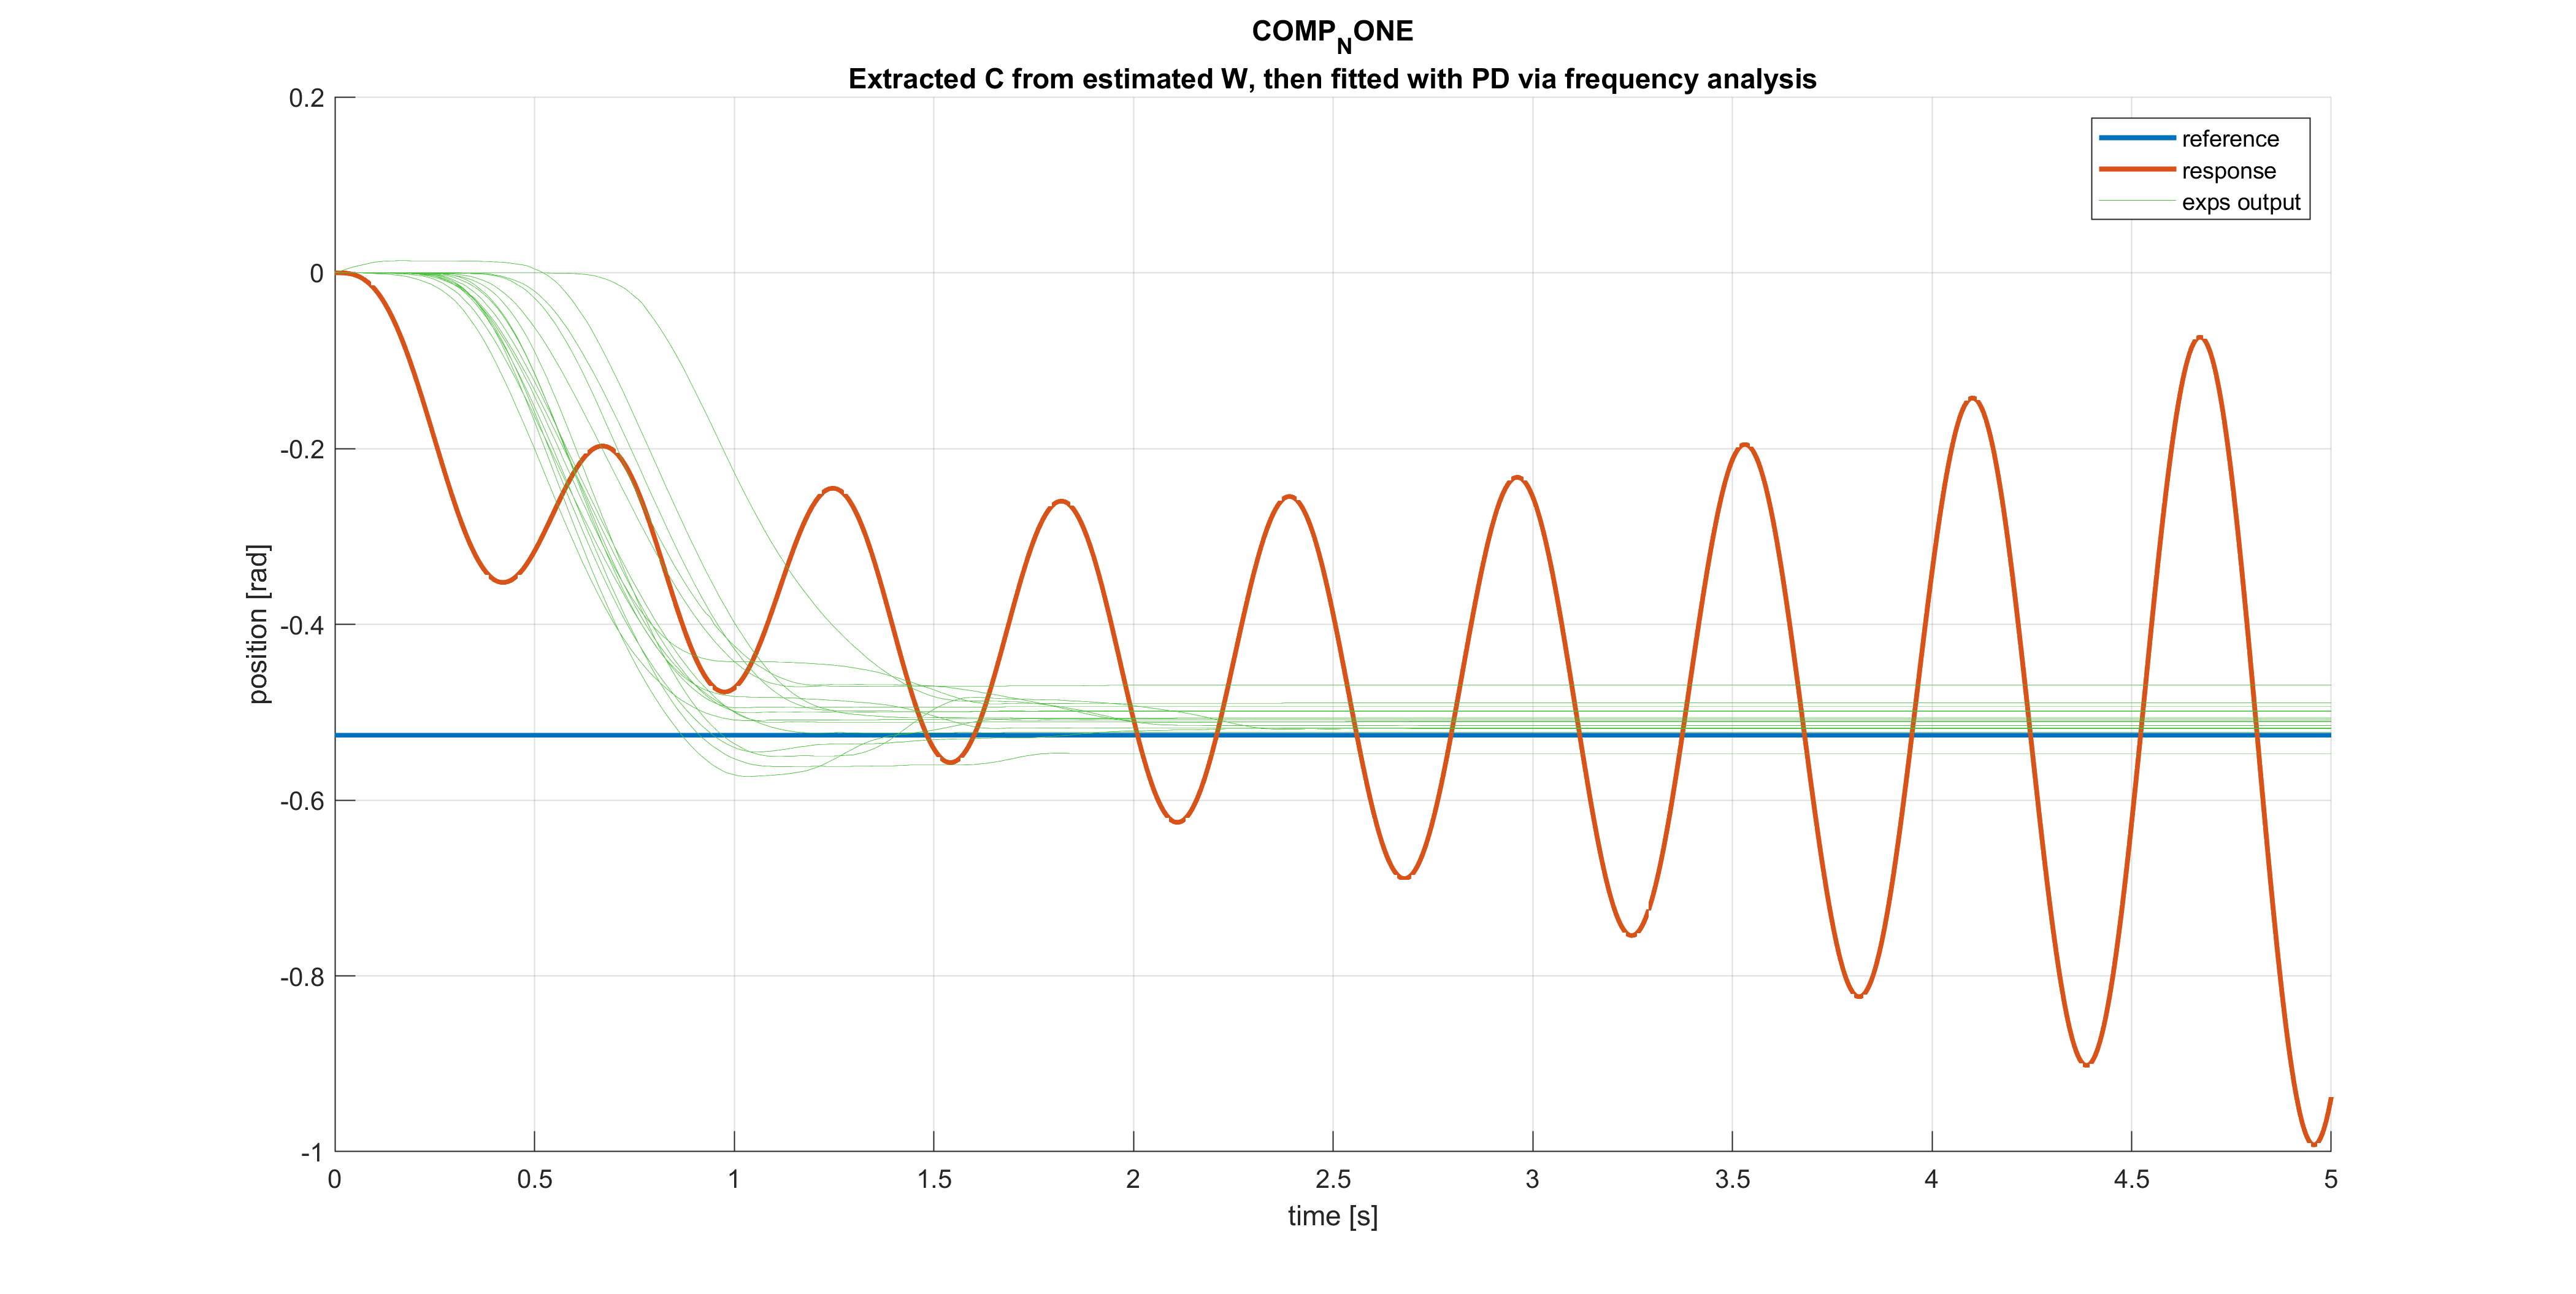 COMP_NONE
Extracted C from estimated W, then fitted with PD via frequency analysis
reference
response
exps output
position [rad]
0.2
0
-0.2
-0.4
-0.6
-0.8
-1
0 0.5 1 1.5 2 2.5 3 3.5 4 4.5 5
time [s]